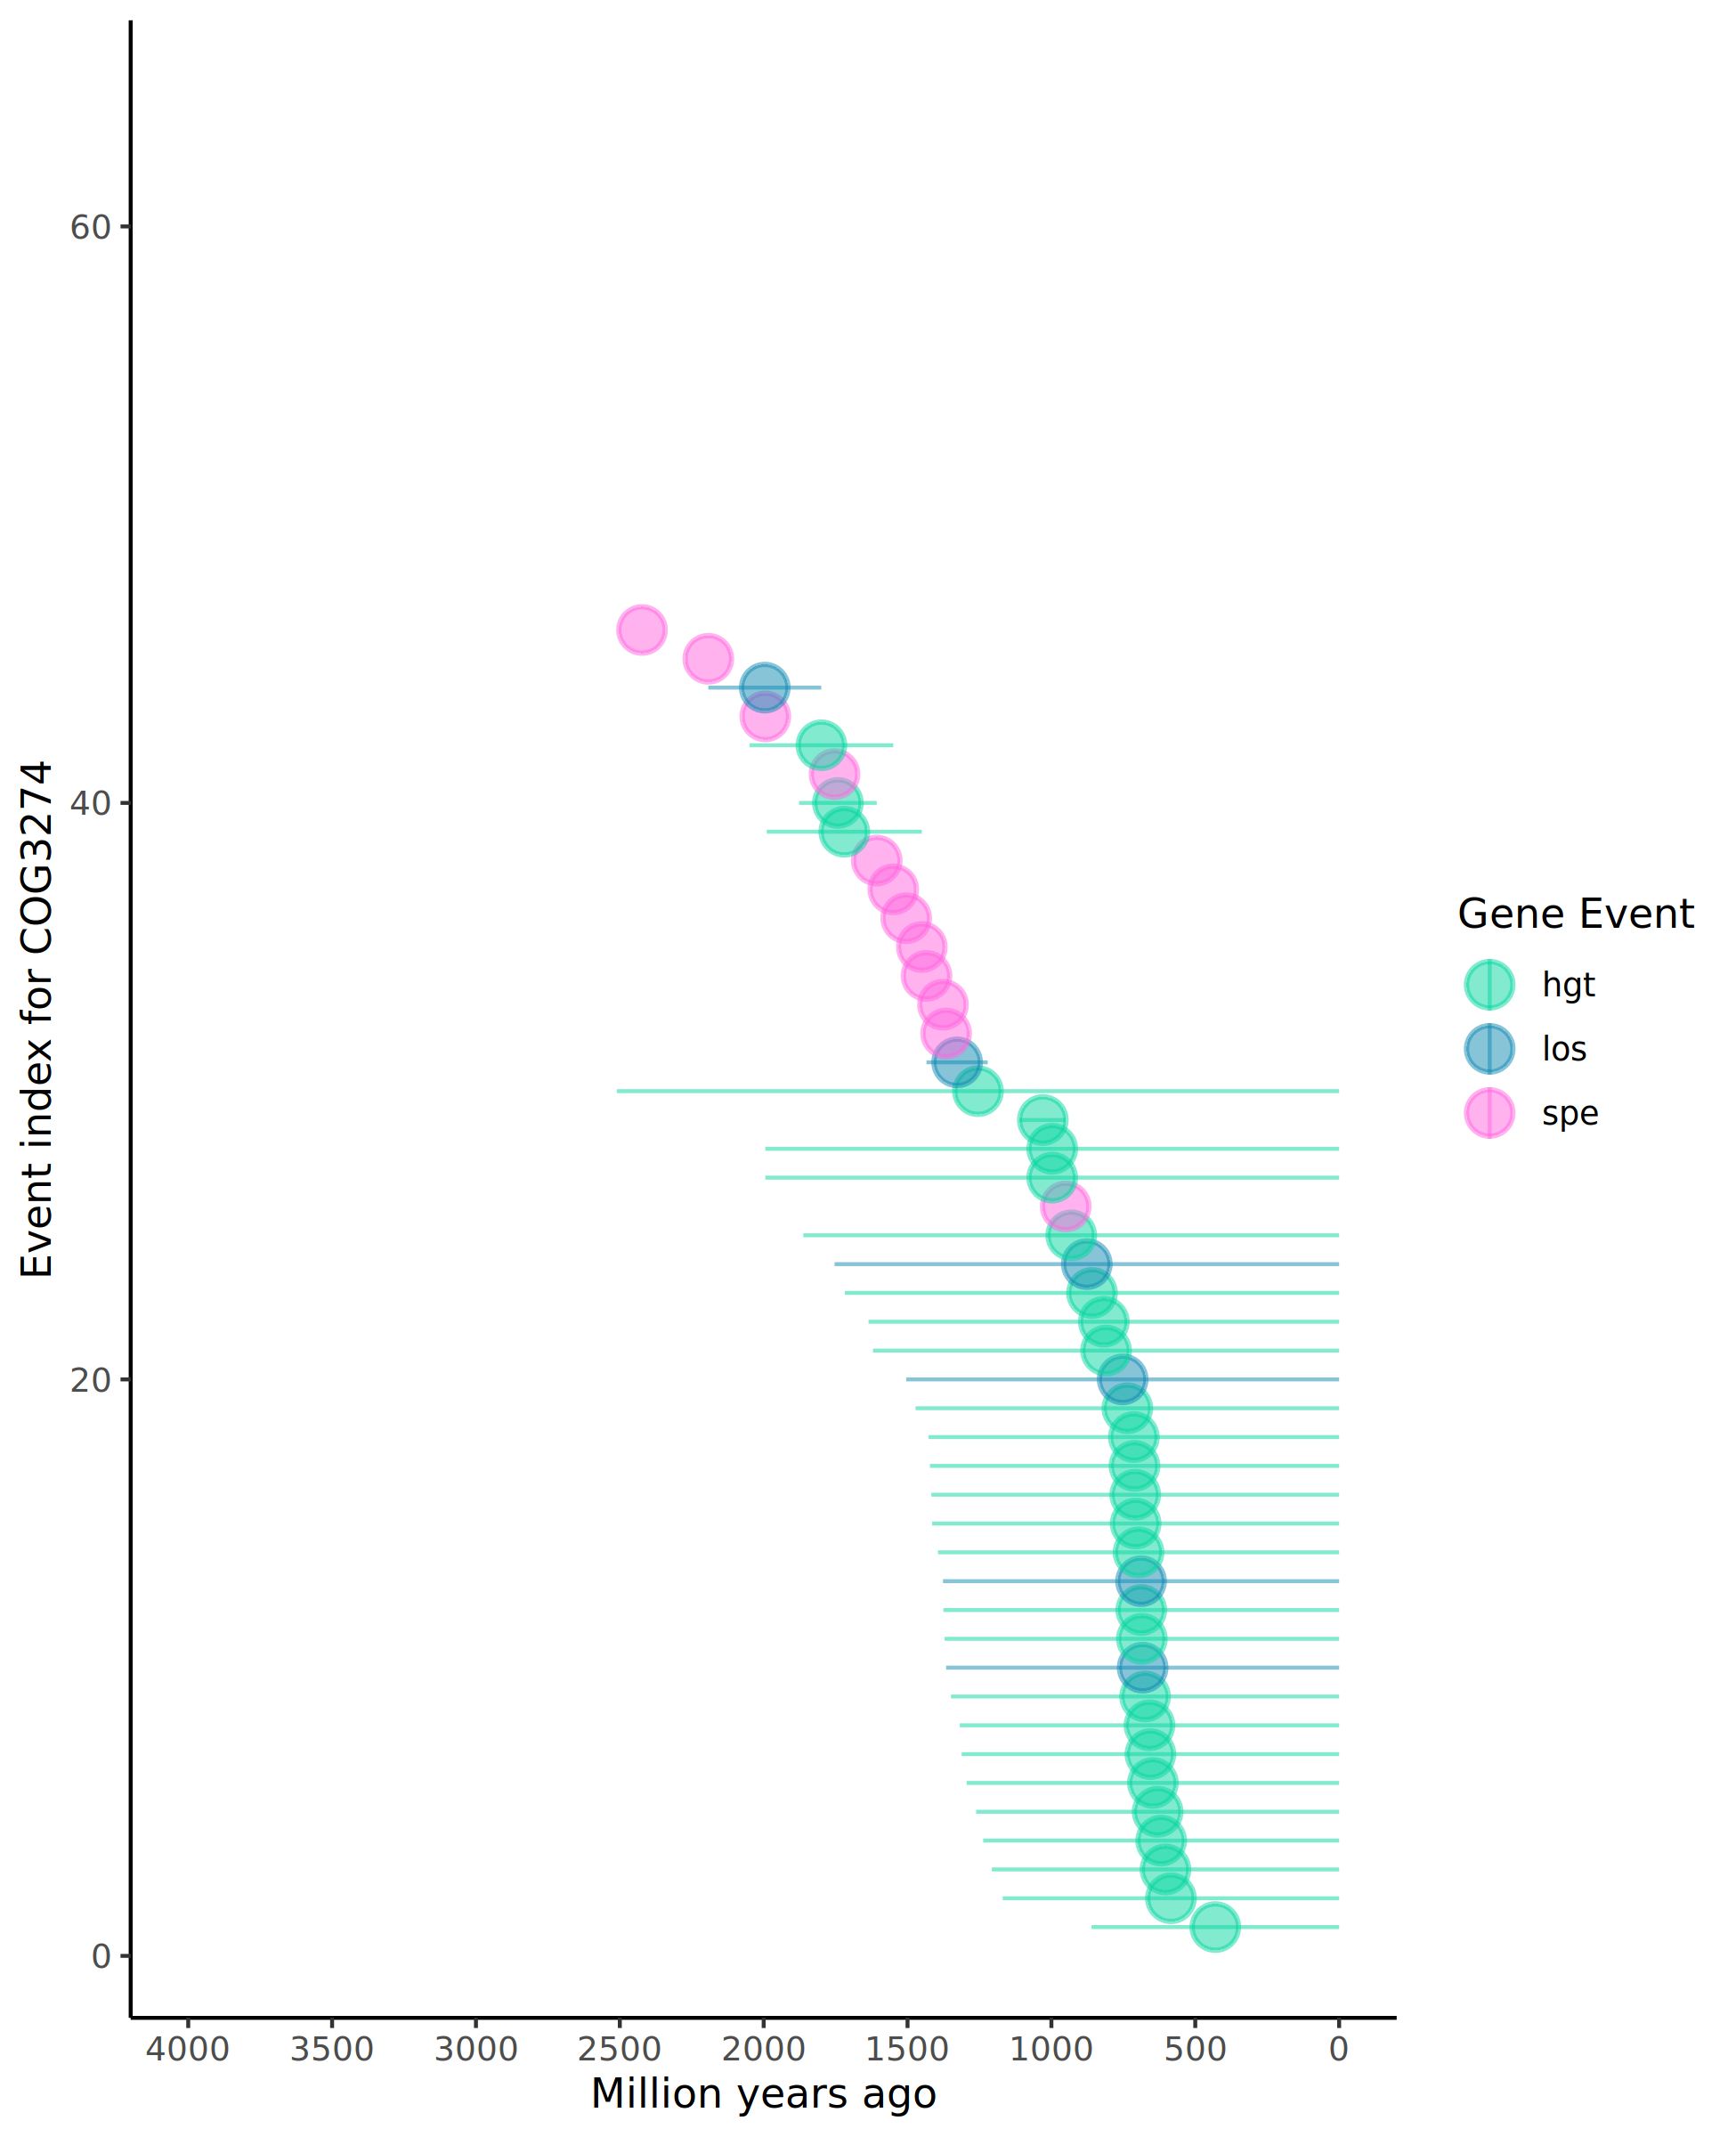 60
40
20
0
Event index for COG3274
4000 3500 3000 2500 2000 1500 1000 500 0
Million years ago
Gene Event
hgt
los
spe